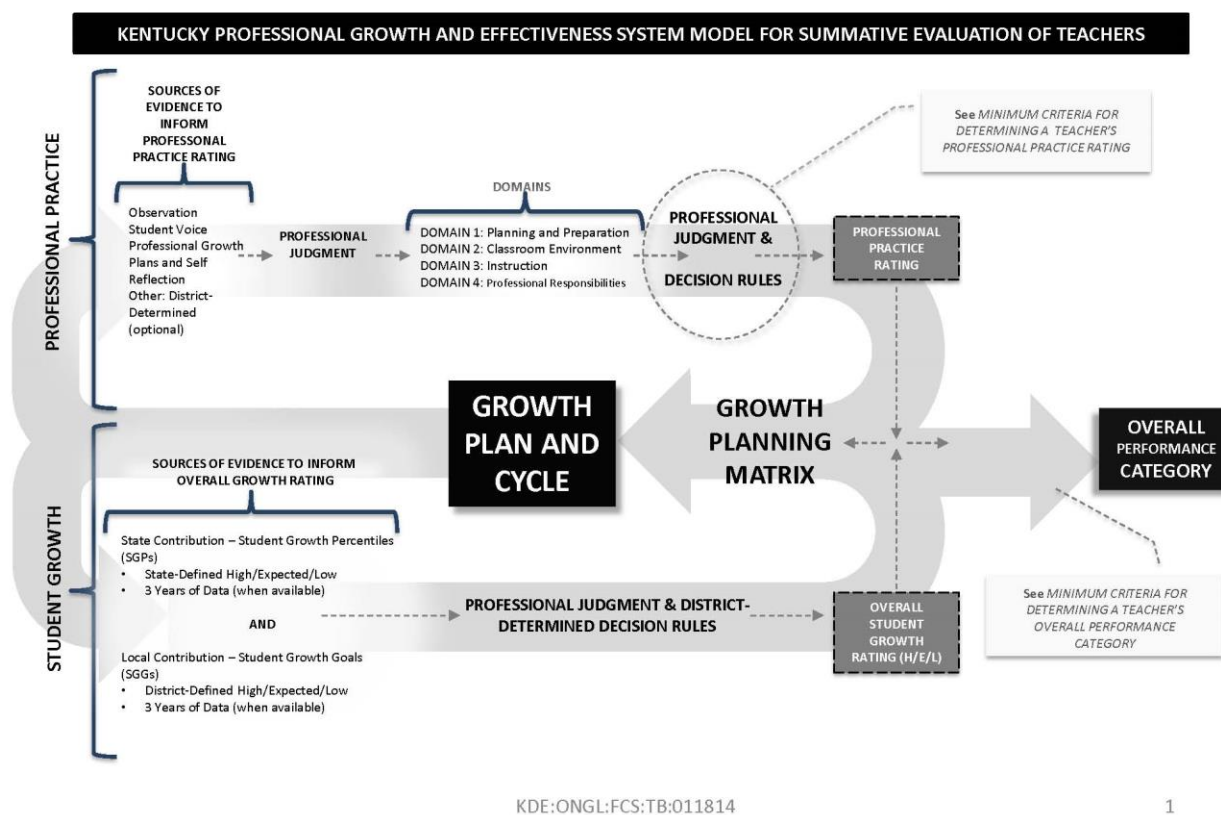 KENTUCKY PROFESSIONAL GROWTH AND EFFECTIVENESS SYSTEM MODEL FOR SUMMATIVE EVALUATION OF TEACHERS
PROFESSIONAL PRACTICE
SOURCES OF
EVIDENCE TO
INFORM
PROFESSIONAL
PRACTICE RATING
Observation
Student Voice
Professional Growth
Plans and Self
Reflection
Other: District-
Determined
(optional)
PROFESSIONAL
JUDGMENT
DOMAINS
DOMAIN 1: Planning and Preparation
DOMAIN 2: Classroom Environment
DOMAIN 3: Instruction
DOMAIN 4: Professional Responsibilities
PROFESSIONAL
JUDGMENT &
DECISION RULES
PROFESSIONAL
PRACTICE
RATING
See MINIMUM CRITERIA FOR
DETERMINING A TEACHER'S
PROFESSIONAL PRACTICE RATING
GROWTH
PLAN AND
CYCLE
GROWTH
PLANNING
MATRIX
OVERALL
PERFORMANCE
CATEGORY
STUDENT GROWTH
SOURCES OF EVIDENCE TO INFORM
OVERALL GROWTH RATING
State Contribution – Student Growth Percentiles
(SGPs)
• State-Defined High/Expected/Low
• 3 Years of Data (when available)
AND
Local Contribution – Student Growth Goals
(SGGs)
• District-Defined High/Expected/Low
• 3 Years of Data (when available)
PROFESSIONAL JUDGMENT & DISTRICT-
DETERMINED DECISION RULES
OVERALL
STUDENT
GROWTH
RATING (H/E/L)
See MINIMUM CRITERIA FOR
DETERMINING A TEACHER'S
OVERALL PERFORMANCE
CATEGORY
KDE:ONGL:FCS:TB:011814
1